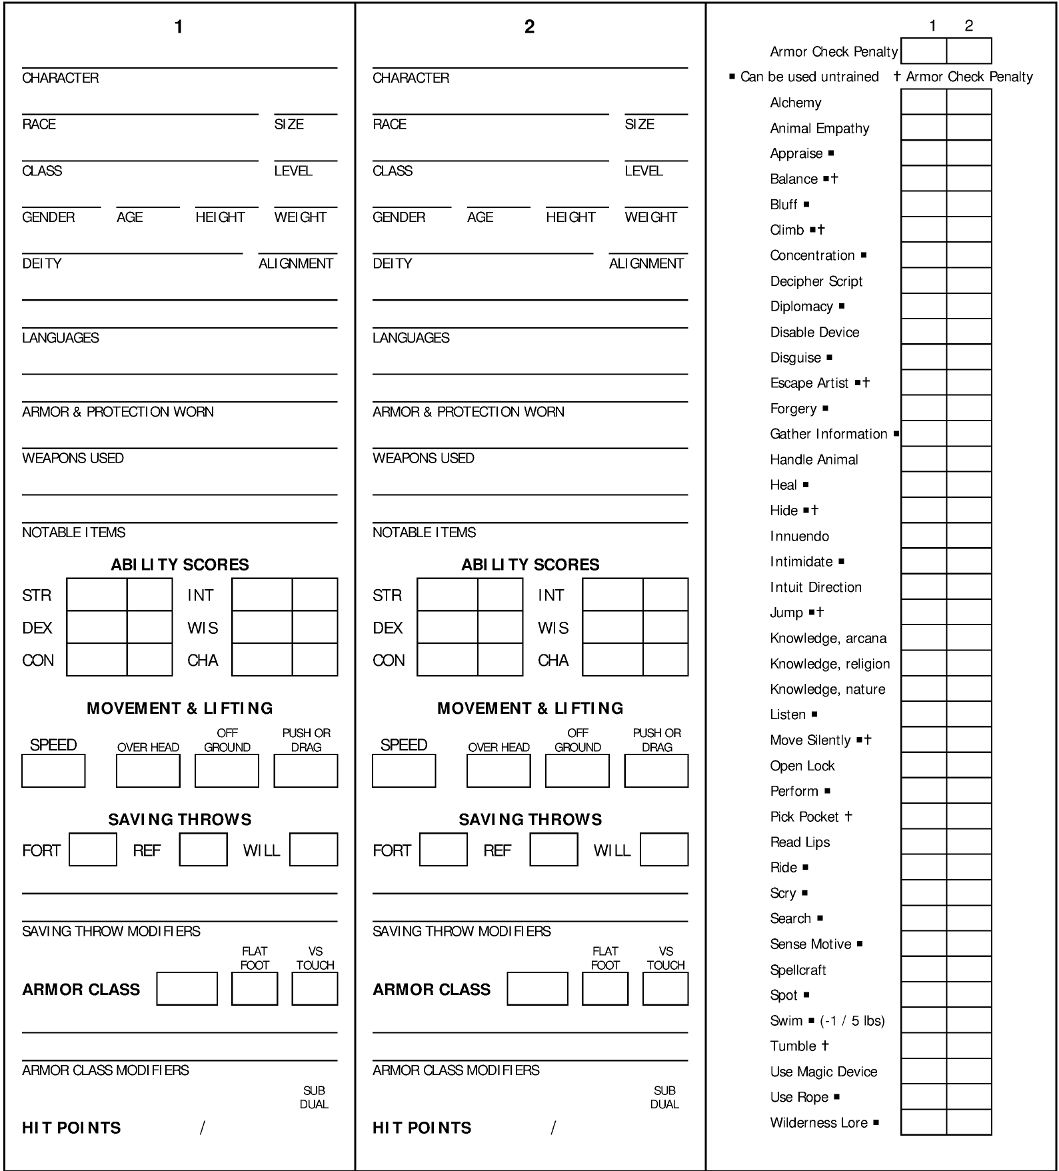 1
CHARACTER
RACE SIZE
CLASS LEVEL
GENDER AGE HEIGHT WEIGHT
DEITY ALIGNMENT
LANGUAGES
ARMOR & PROTECTION WORN
WEAPONS USED
NOTABLE ITEMS
ABILITY SCORES
STR INT
DEX WIS
CON CHA
MOVEMENT & LIFTING
SPEED OVER HEAD OFF GROUND PUSH OR DRAG
SAVING THROWS
FORT REF WILL
SAVING THROW MODIFIERS
ARMOR CLASS FLAT FOOT VS TOUCH
ARMOR CLASS MODIFIERS
SUB DUAL
HIT POINTS /
2
CHARACTER
RACE SIZE
CLASS LEVEL
GENDER AGE HEIGHT WEIGHT
DEITY ALIGNMENT
LANGUAGES
ARMOR & PROTECTION WORN
WEAPONS USED
NOTABLE ITEMS
ABILITY SCORES
STR INT
DEX WIS
CON CHA
MOVEMENT & LIFTING
SPEED OVER HEAD OFF GROUND PUSH OR DRAG
SAVING THROWS
FORT REF WILL
SAVING THROW MODIFIERS
ARMOR CLASS FLAT FOOT VS TOUCH
ARMOR CLASS MODIFIERS
SUB DUAL
HIT POINTS /
1 2
Armor Check Penalty
▪ Can be used untrained † Armor Check Penalty
Alchemy
Animal Empathy
Appraise ▪
Balance ▪†
Bluff ▪
Climb ▪†
Concentration ▪
Decipher Script
Diplomacy ▪
Disable Device
Disguise ▪
Escape Artist ▪†
Forgery ▪
Gather Information ▪
Handle Animal
Heal ▪
Hide ▪†
Innuendo
Intimidate ▪
Intuit Direction
Jump ▪†
Knowledge, arcana
Knowledge, religion
Knowledge, nature
Listen ▪
Move Silently ▪†
Open Lock
Perform ▪
Pick Pocket †
Read Lips
Ride ▪
Scry ▪
Search ▪
Sense Motive ▪
Spellcraft
Spot ▪
Swim ▪ (-1 / 5 lbs)
Tumble †
Use Magic Device
Use Rope ▪
Wilderness Lore ▪